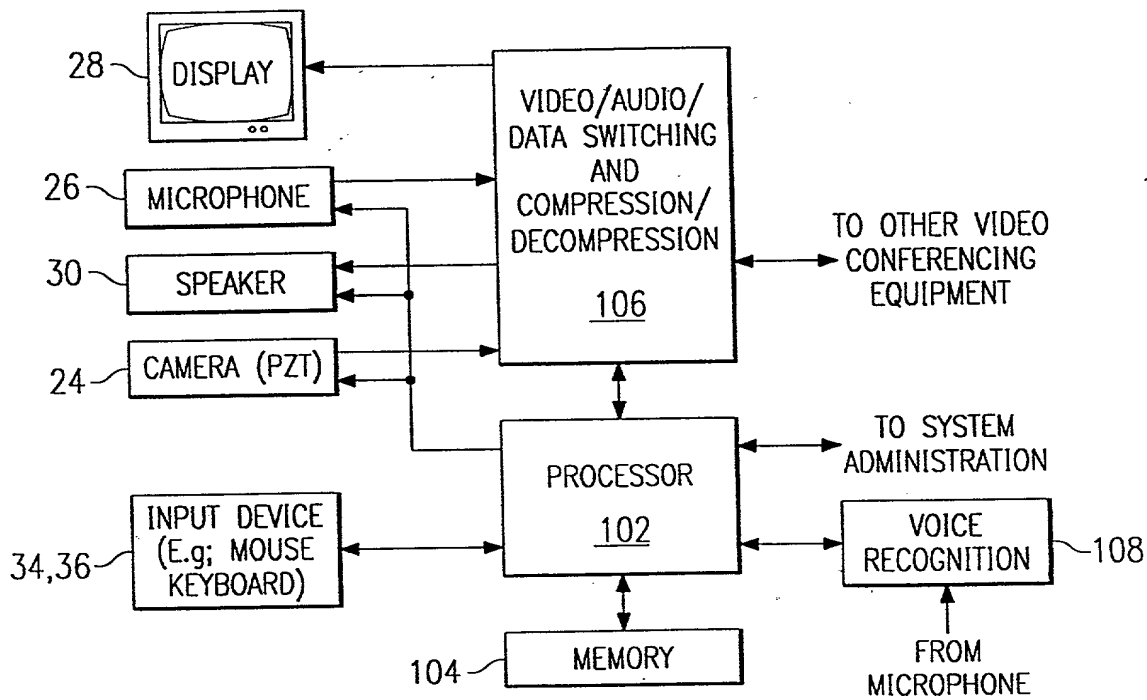 28
DISPLAY
VIDEO/AUDIO/
DATA SWITCHING
AND
COMPRESSION/
DECOMPRESSION
106
26
MICROPHONE
30
SPEAKER
24
CAMERA (PZT)
TO OTHER VIDEO
CONFERENCING
EQUIPMENT
PROCESSOR
102
TO SYSTEM
ADMINISTRATION
34,36
INPUT DEVICE
(E.g; MOUSE
KEYBOARD)
VOICE
RECOGNITION
108
104
MEMORY
FROM
MICROPHONE